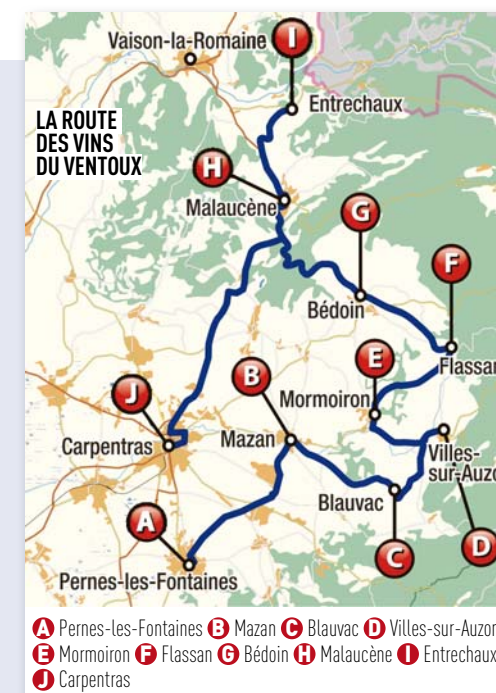 Vaison-la-Romaine
I
Entrechaux
LA ROUTE
DES VINS
DU VENTOUX
H
Malaucène
G
F
Bédoin
Flassan
E
B
Mormoiron
J
Mazan
Carpentras
Villes-
sur-Auzo
Blauvac
A
C
D
Pernes-les-Fontaines
A Pernes-les-Fontaines B Mazan C Blauvac D Villes-sur-Auzon
E Mormoiron F Flassan G Bédoin H Malaucène I Entrechaux
J Carpentras